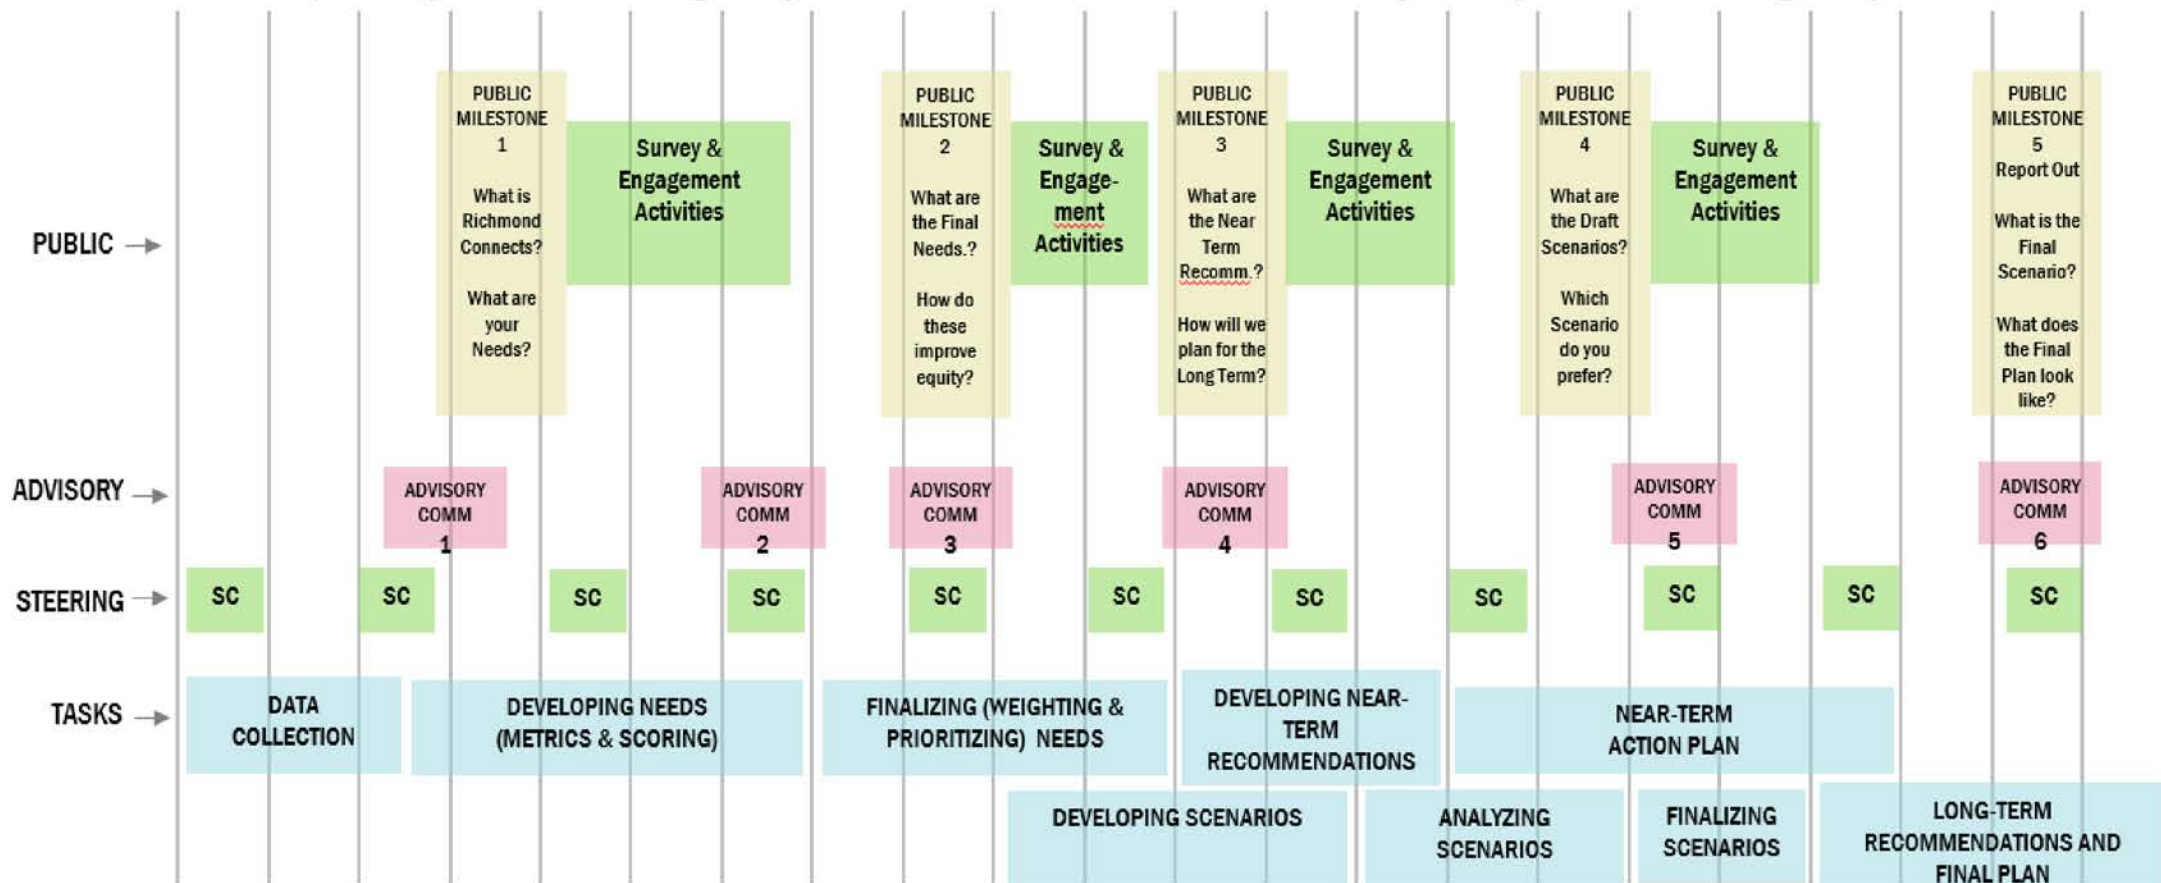 PUBLIC
PUBLIC
MILESTONE
1
What is
Richmond
Connects?
What are
your
Needs?
Survey &
Engagement
Activities
PUBLIC
MILESTONE
2
What are
the Final
Needs.?
How do
these
improve
equity?
Survey &
Engage-
ment
Activities
PUBLIC
MILESTONE
3
What are
the Near
Term
Recomm.?
How will we
plan for the
Long Term?
Survey &
Engagement
Activities
PUBLIC
MILESTONE
4
What are
the Draft
Scenarios?
Which
Scenario
do you
prefer?
Survey &
Engagement
Activities
PUBLIC
MILESTONE
5
Report Out
What is the
Final
Scenario?
What does
the Final
Plan look
like?
ADVISORY
ADVISORY
COMM
1
ADVISORY
COMM
2
ADVISORY
COMM
3
ADVISORY
COMM
4
ADVISORY
COMM
5
ADVISORY
COMM
6
STEERING
SC
SC
SC
SC
SC
SC
SC
SC
SC
SC
SC
TASKS
DATA
COLLECTION
DEVELOPING NEEDS
(METRICS & SCORING)
FINALIZING (WEIGHTING &
PRIORITIZING) NEEDS
DEVELOPING NEAR-
TERM
RECOMMENDATIONS
NEAR-TERM
ACTION PLAN
DEVELOPING SCENARIOS
ANALYZING
SCENARIOS
FINALIZING
SCENARIOS
LONG-TERM
RECOMMENDATIONS AND
FINAL PLAN